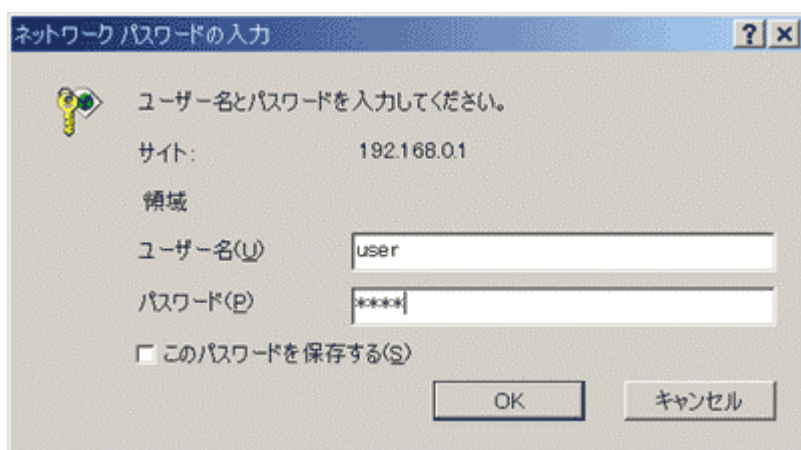 ネットワーク パスワードの入力
ユーザー名とパスワードを入力してください。
サイト: 192.168.0.1
領域
ユーザー名(U) user
パスワード(P) ****
このパスワードを保存する(S)
OK キャンセル